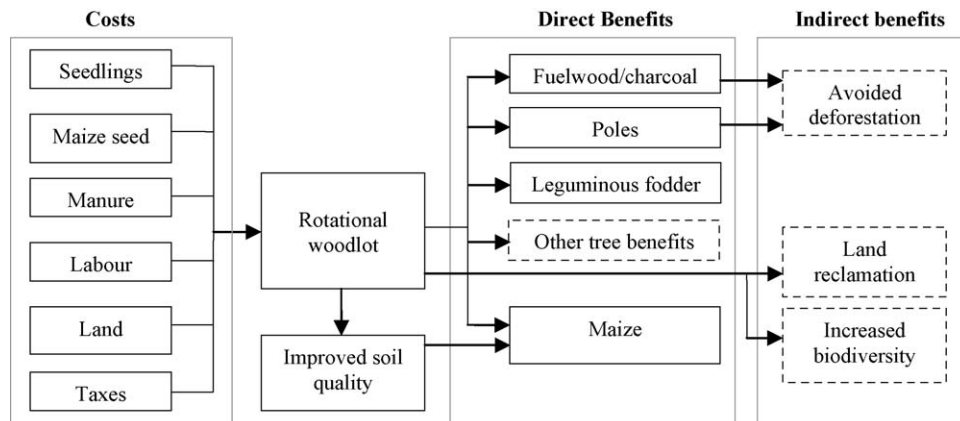 Costs
Direct Benefits
Indirect benefits
Seedlings
Maize seed
Manure
Labour
Land
Taxes
Rotational
woodlot
Improved soil
quality
Fuelwood/charcoal
Poles
Leguminous fodder
Other tree benefits
Maize
Avoided
deforestation
Land
reclamation
Increased
biodiversity